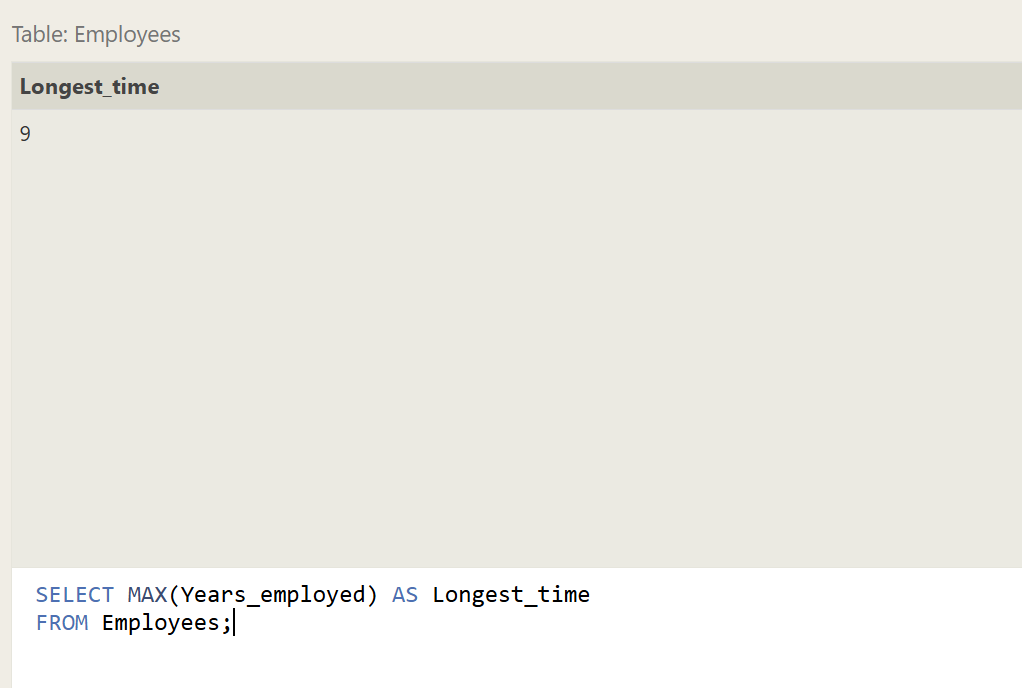 Table: Employees
Longest_time
9
SELECT MAX(Years_employed) AS Longest_time
FROM Employees;